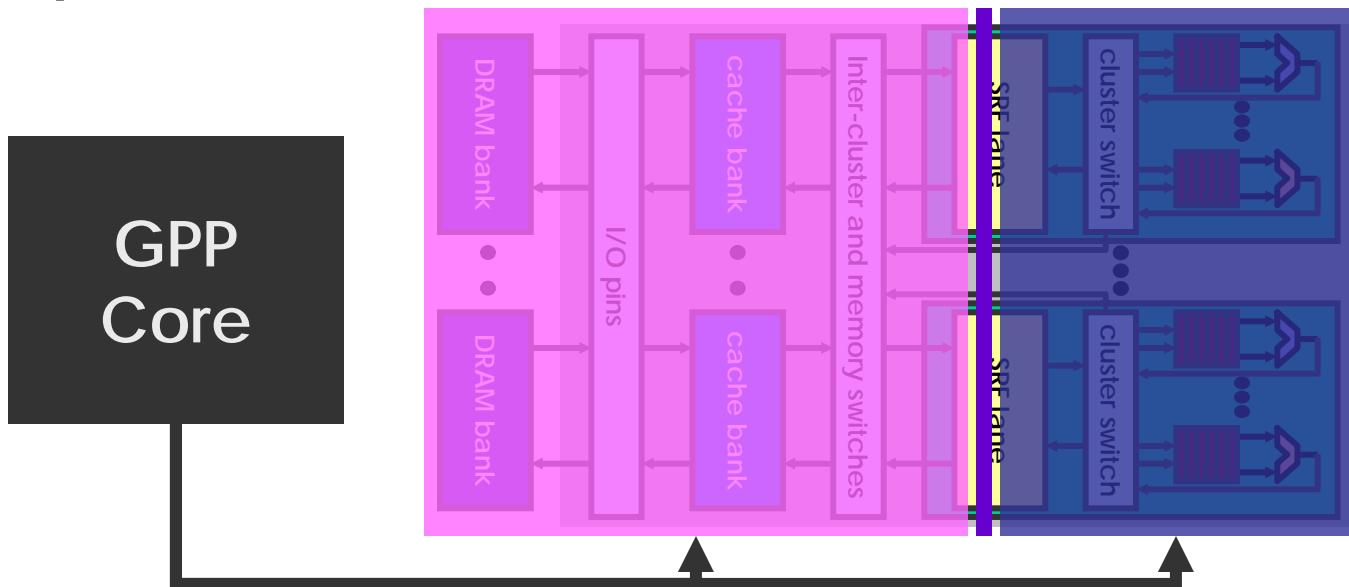 GPP
Core
DRAM bank
DRAM bank
I/O pins
cache bank
cache bank
Inter-cluster and memory switches
SRF lane
SRF lane
cluster switch
cluster switch